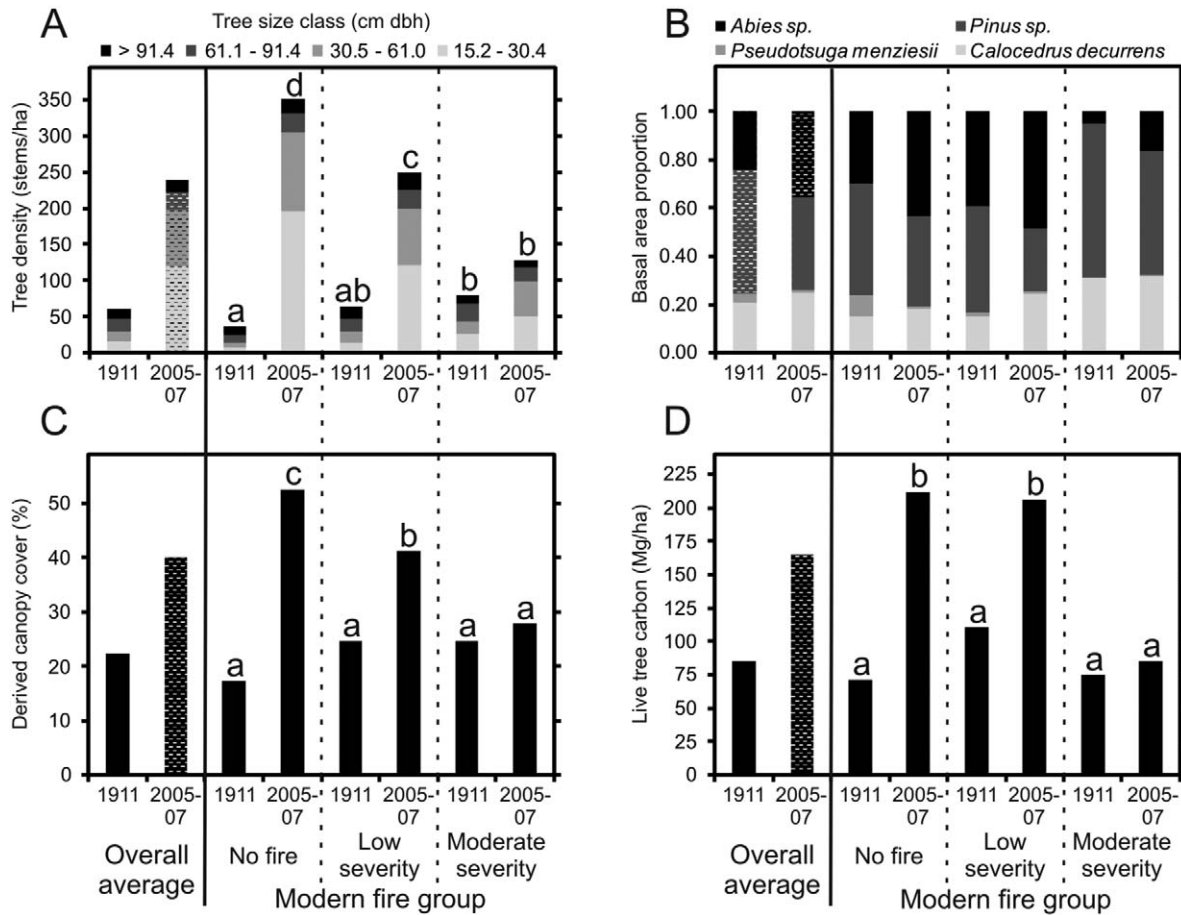 A
Tree size class (cm dbh)
> 91.4 61.1 - 91.4 30.5 - 61.0 15.2 - 30.4
Tree density (stems/ha)
350
300
250
200
150
100
50
0
a
d
ab
c
b
b
1911 2005-07 1911 2005-07 1911 2005-07 1911 2005-07
B
Abies sp. Pinus sp.
Pseudotsuga menziesii Calocedrus decurrens
Basal area proportion
1.00
0.80
0.60
0.40
0.20
0.00
1911 2005-07 1911 2005-07 1911 2005-07 1911 2005-07
C
Derived canopy cover (%)
50
40
30
20
10
0
a
c
a
b
a
a
1911 2005-07 1911 2005-07 1911 2005-07 1911 2005-07
Overall average
No fire
Low severity
Moderate severity
Modern fire group
D
Live tree carbon (Mg/ha)
225
200
175
150
125
100
75
50
25
0
a
b
a
b
a
a
1911 2005-07 1911 2005-07 1911 2005-07 1911 2005-07
Overall average
No fire
Low severity
Moderate severity
Modern fire group